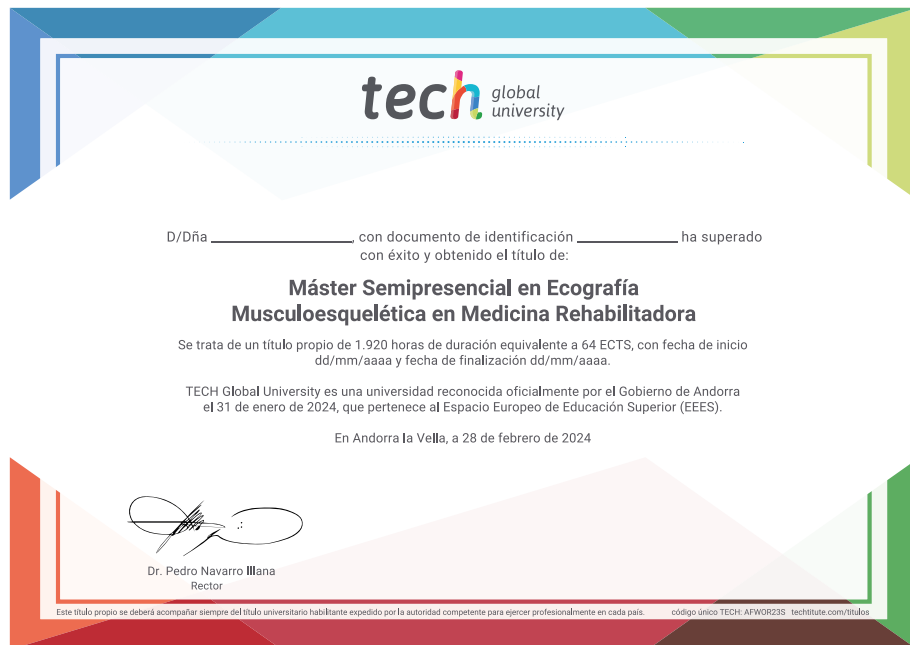 tech global university
D/Dña ______________, con documento de identificación ____________ ha superado
con éxito y obtenido el título de:
Máster Semipresencial en Ecografía
Musculoesquelética en Medicina Rehabilitadora
Se trata de un título propio de 1.920 horas de duración equivalente a 64 ECTS, con fecha de inicio
dd/mm/aaaa y fecha de finalización dd/mm/aaaa.
TECH Global University es una universidad reconocida oficialmente por el Gobierno de Andorra
el 31 de enero de 2024, que pertenece al Espacio Europeo de Educación Superior (EEES).
En Andorra la Vella, a 28 de febrero de 2024
Dr. Pedro Navarro Illana
Rector
Este título propio se deberá acompañar siempre del título universitario habilitante expedido por la autoridad competente para ejercer profesionalmente en cada país. código único TECH: AFWOR23S techtitute.com/titulos